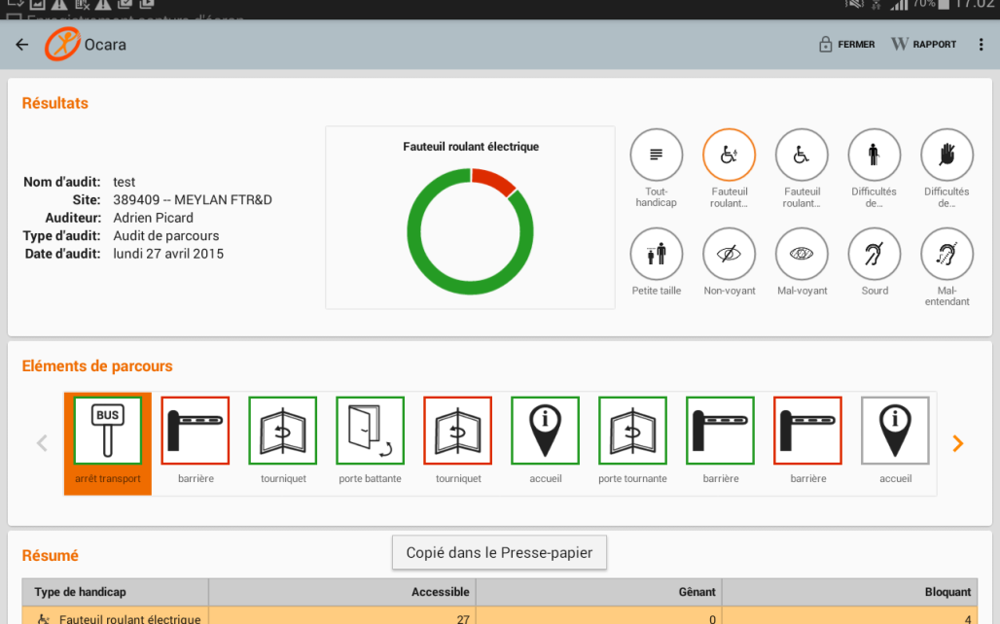 70% 17:02
Enregistrement capture d'écran
Ocara
FERMER
W RAPPORT
Résultats
Nom d'audit: test
Site: 389409 -- MEYLAN FTR&D
Auditeur: Adrien Picard
Type d'audit: Audit de parcours
Date d'audit: lundi 27 avril 2015
Fauteuil roulant électrique
Tout-
handicap
Fauteuil
roulant...
Fauteuil
roulant...
Difficultés
de...
Difficultés
de...
Petite taille
Non-voyant
Mal-voyant
Sourd
Mal-
entendant
Eléments de parcours
BUS
arrêt transport
barrière
tourniquet
porte battante
tourniquet
accueil
porte tournante
barrière
barrière
accueil
Résumé
Copié dans le Presse-papier
Type de handicap Accessible Gênant Bloquant
Fauteuil roulant électrique 27 0 4